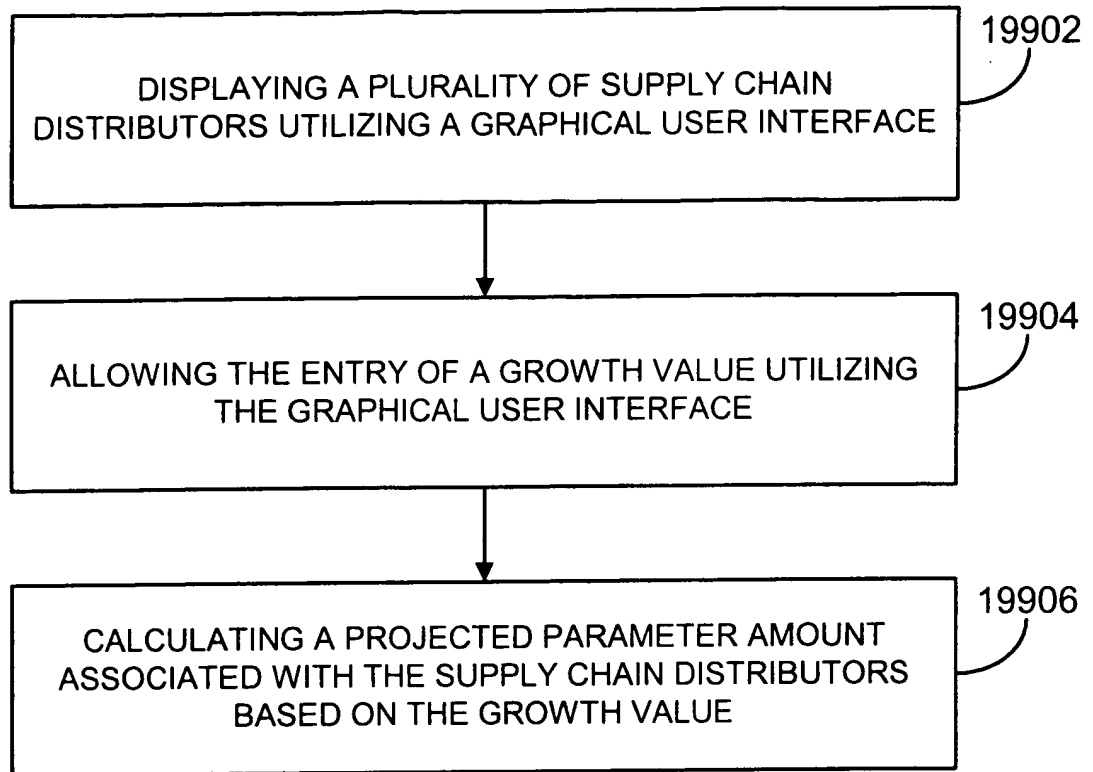 19902
DISPLAYING A PLURALITY OF SUPPLY CHAIN
DISTRIBUTORS UTILIZING A GRAPHICAL USER INTERFACE
19904
ALLOWING THE ENTRY OF A GROWTH VALUE UTILIZING
THE GRAPHICAL USER INTERFACE
19906
CALCULATING A PROJECTED PARAMETER AMOUNT
ASSOCIATED WITH THE SUPPLY CHAIN DISTRIBUTORS
BASED ON THE GROWTH VALUE